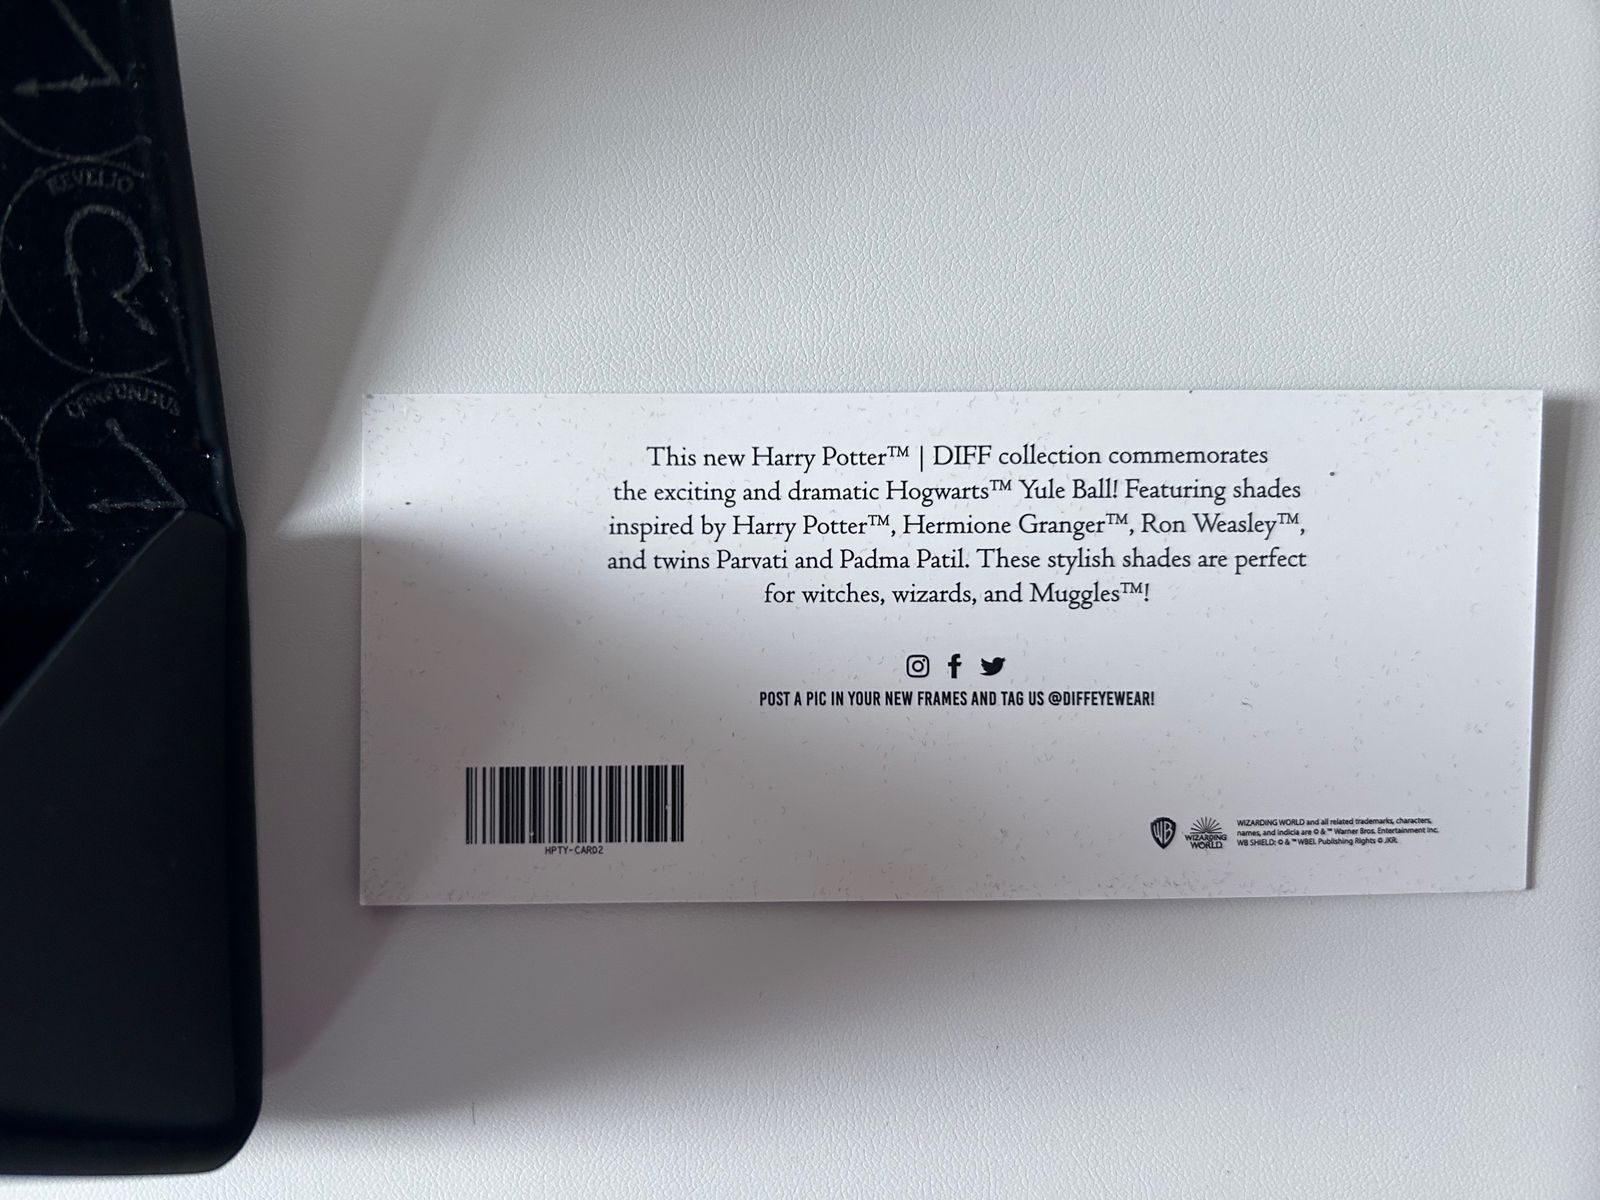 REVELIO
CONFUNDUS
This new Harry Potter™ | DIFF collection commemorates
the exciting and dramatic Hogwarts™ Yule Ball! Featuring shades
inspired by Harry Potter™, Hermione Granger™, Ron Weasley™,
and twins Parvati and Padma Patil. These stylish shades are perfect
for witches, wizards, and Muggles™!
POST A PIC IN YOUR NEW FRAMES AND TAG US @DIFFEYEWEAR!
HPTY-CARD2
WB
WIZARDING
WORLD
WIZARDING WORLD and all related trademarks, characters,
names, and indicia are © & ™ Warner Bros. Entertainment Inc.
WB SHIELD: © & ™ WBEI. Publishing Rights © JKR.